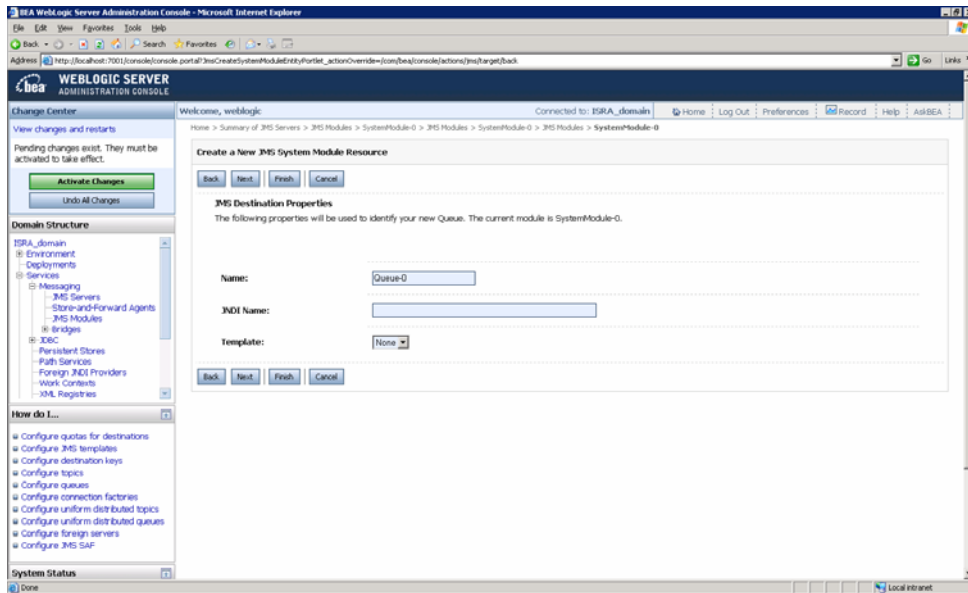 BEA WebLogic Server Administration Console - Microsoft Internet Explorer
File Edit View Favorites Tools Help
Back Search Favorites
Address http://localhost:7001/console/console.portal?JmsCreateSystemModuleEntityPortlet_actionOverride=/com/bea/console/actions/jms/target/back Go Links
bea WEBLOGIC SERVER
ADMINISTRATION CONSOLE
Change Center
View changes and restarts
Pending changes exist. They must be
activated to take effect.
Activate Changes
Undo All Changes
Domain Structure
ISRA_domain
Environment
Deployments
Services
Messaging
JMS Servers
Store-and-Forward Agents
JMS Modules
Bridges
JDBC
Persistent Stores
Path Services
Foreign JNDI Providers
Work Contexts
XML Registries
How do I...
Configure quotas for destinations
Configure JMS templates
Configure destination keys
Configure topics
Configure queues
Configure connection factories
Configure uniform distributed topics
Configure uniform distributed queues
Configure foreign servers
Configure JMS SAF
System Status
Welcome, weblogic Connected to: ISRA_domain Home Log Out Preferences Record Help AskBEA
Home > Summary of JMS Servers > JMS Modules > SystemModule-0 > JMS Modules > SystemModule-0 > JMS Modules > SystemModule-0
Create a New JMS System Module Resource
Back Next Finish Cancel
JMS Destination Properties
The following properties will be used to identify your new Queue. The current module is SystemModule-0.
Name: Queue-0
JNDI Name:
Template: None
Back Next Finish Cancel
Done Local intranet